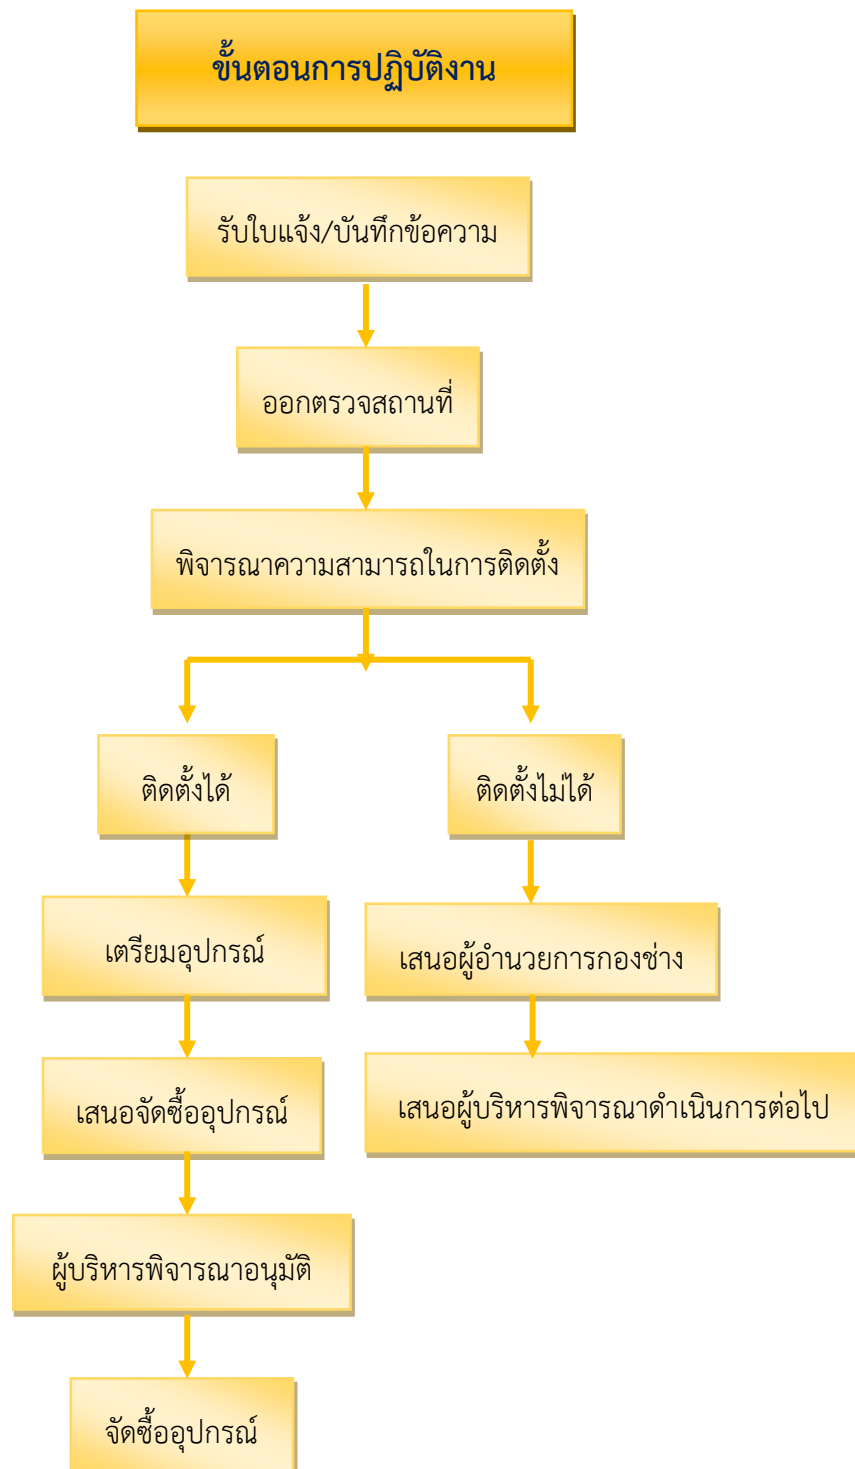 ขั้นตอนการปฏิบัติงาน
รับใบแจ้ง/บันทึกข้อความ
ออกตรวจสถานที่
พิจารณาความสามารถในการติดตั้ง
ติดตั้งได้
ติดตั้งไม่ได้
เตรียมอุปกรณ์
เสนอผู้อำนวยการกองช่าง
เสนอจัดซื้ออุปกรณ์
เสนอผู้บริหารพิจารณาดำเนินการต่อไป
ผู้บริหารพิจารณาอนุมัติ
จัดซื้ออุปกรณ์